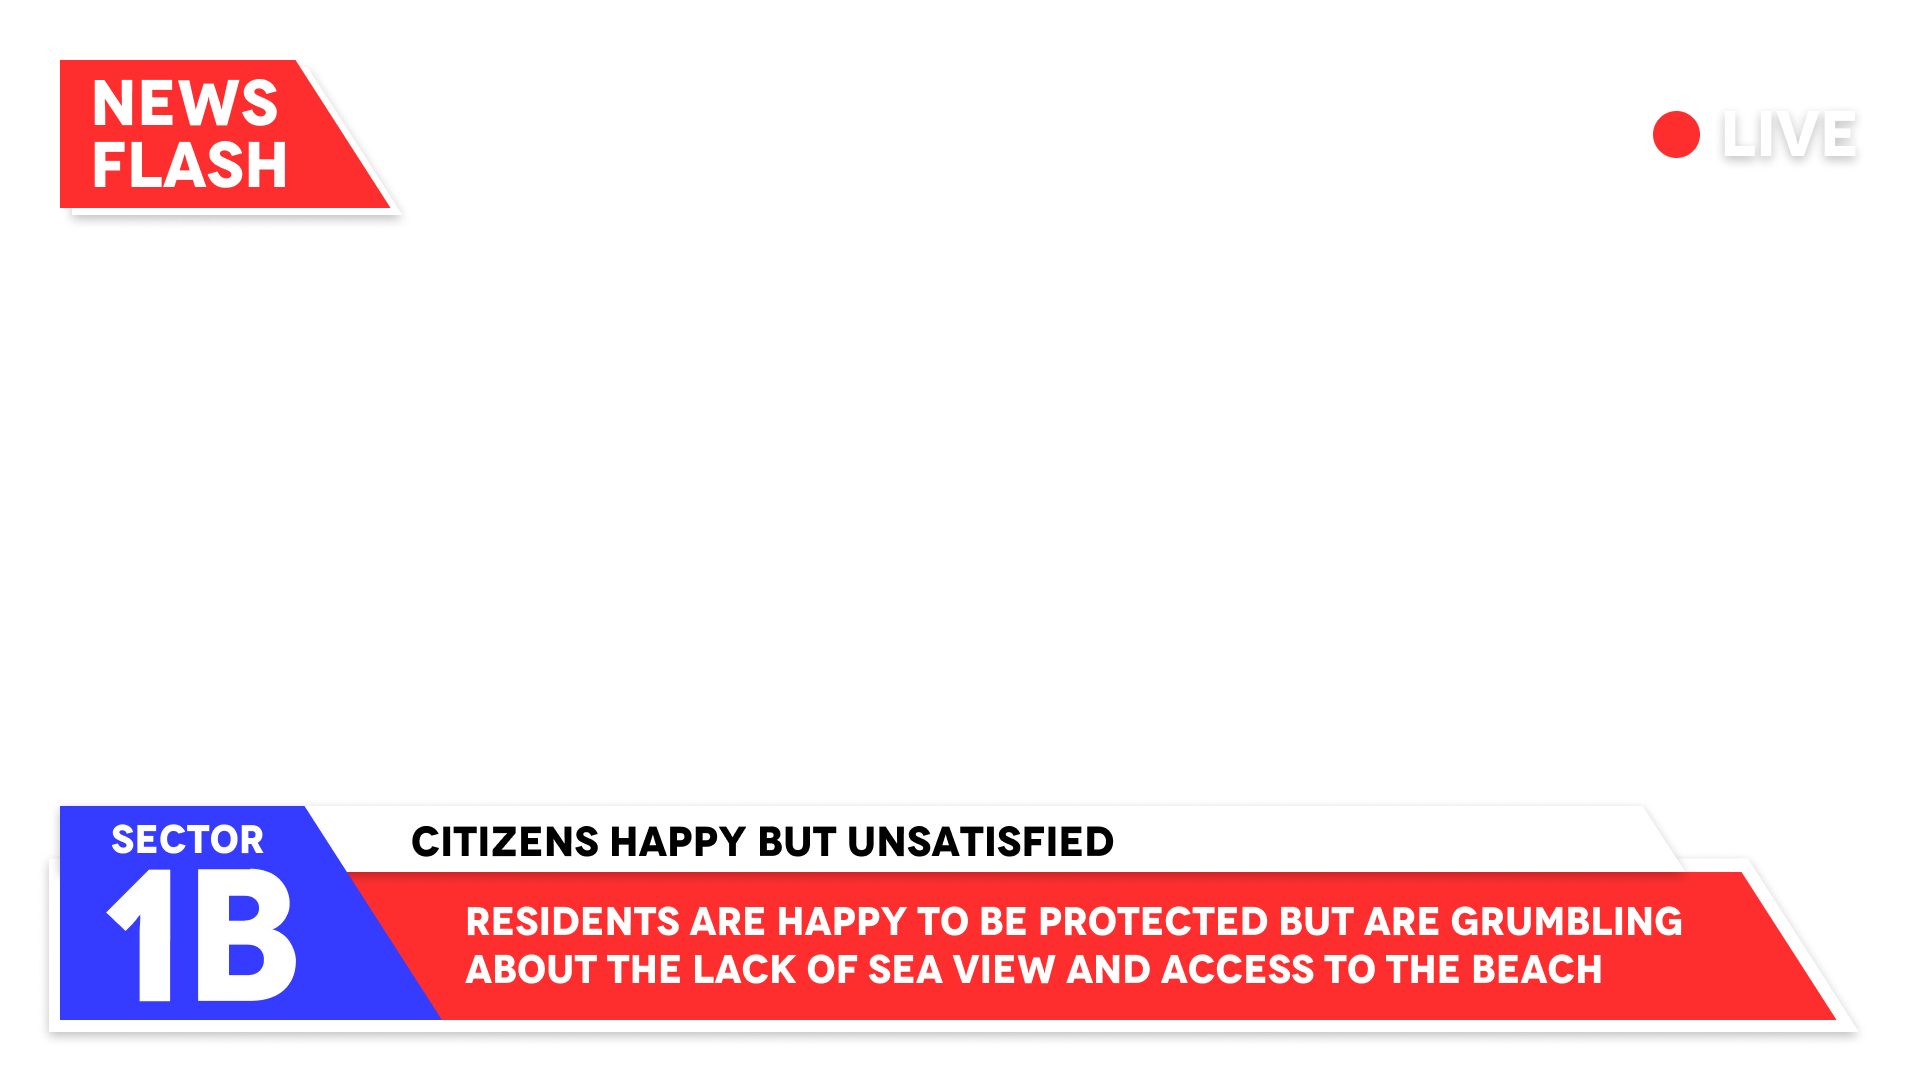 NEWS
FLASH
LIVE
SECTOR
1B
CITIZENS HAPPY BUT UNSATISFIED
RESIDENTS ARE HAPPY TO BE PROTECTED BUT ARE GRUMBLING
ABOUT THE LACK OF SEA VIEW AND ACCESS TO THE BEACH